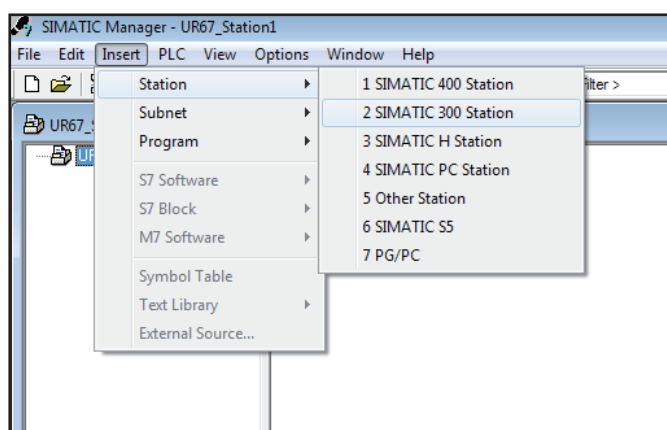 SIMATIC Manager - UR67_Station1
File Edit Insert PLC View Options Window Help
Station
Subnet
Program
S7 Software
S7 Block
M7 Software
Symbol Table
Text Library
External Source...
1 SIMATIC 400 Station
2 SIMATIC 300 Station
3 SIMATIC H Station
4 SIMATIC PC Station
5 Other Station
6 SIMATIC S5
7 PG/PC
UR67_